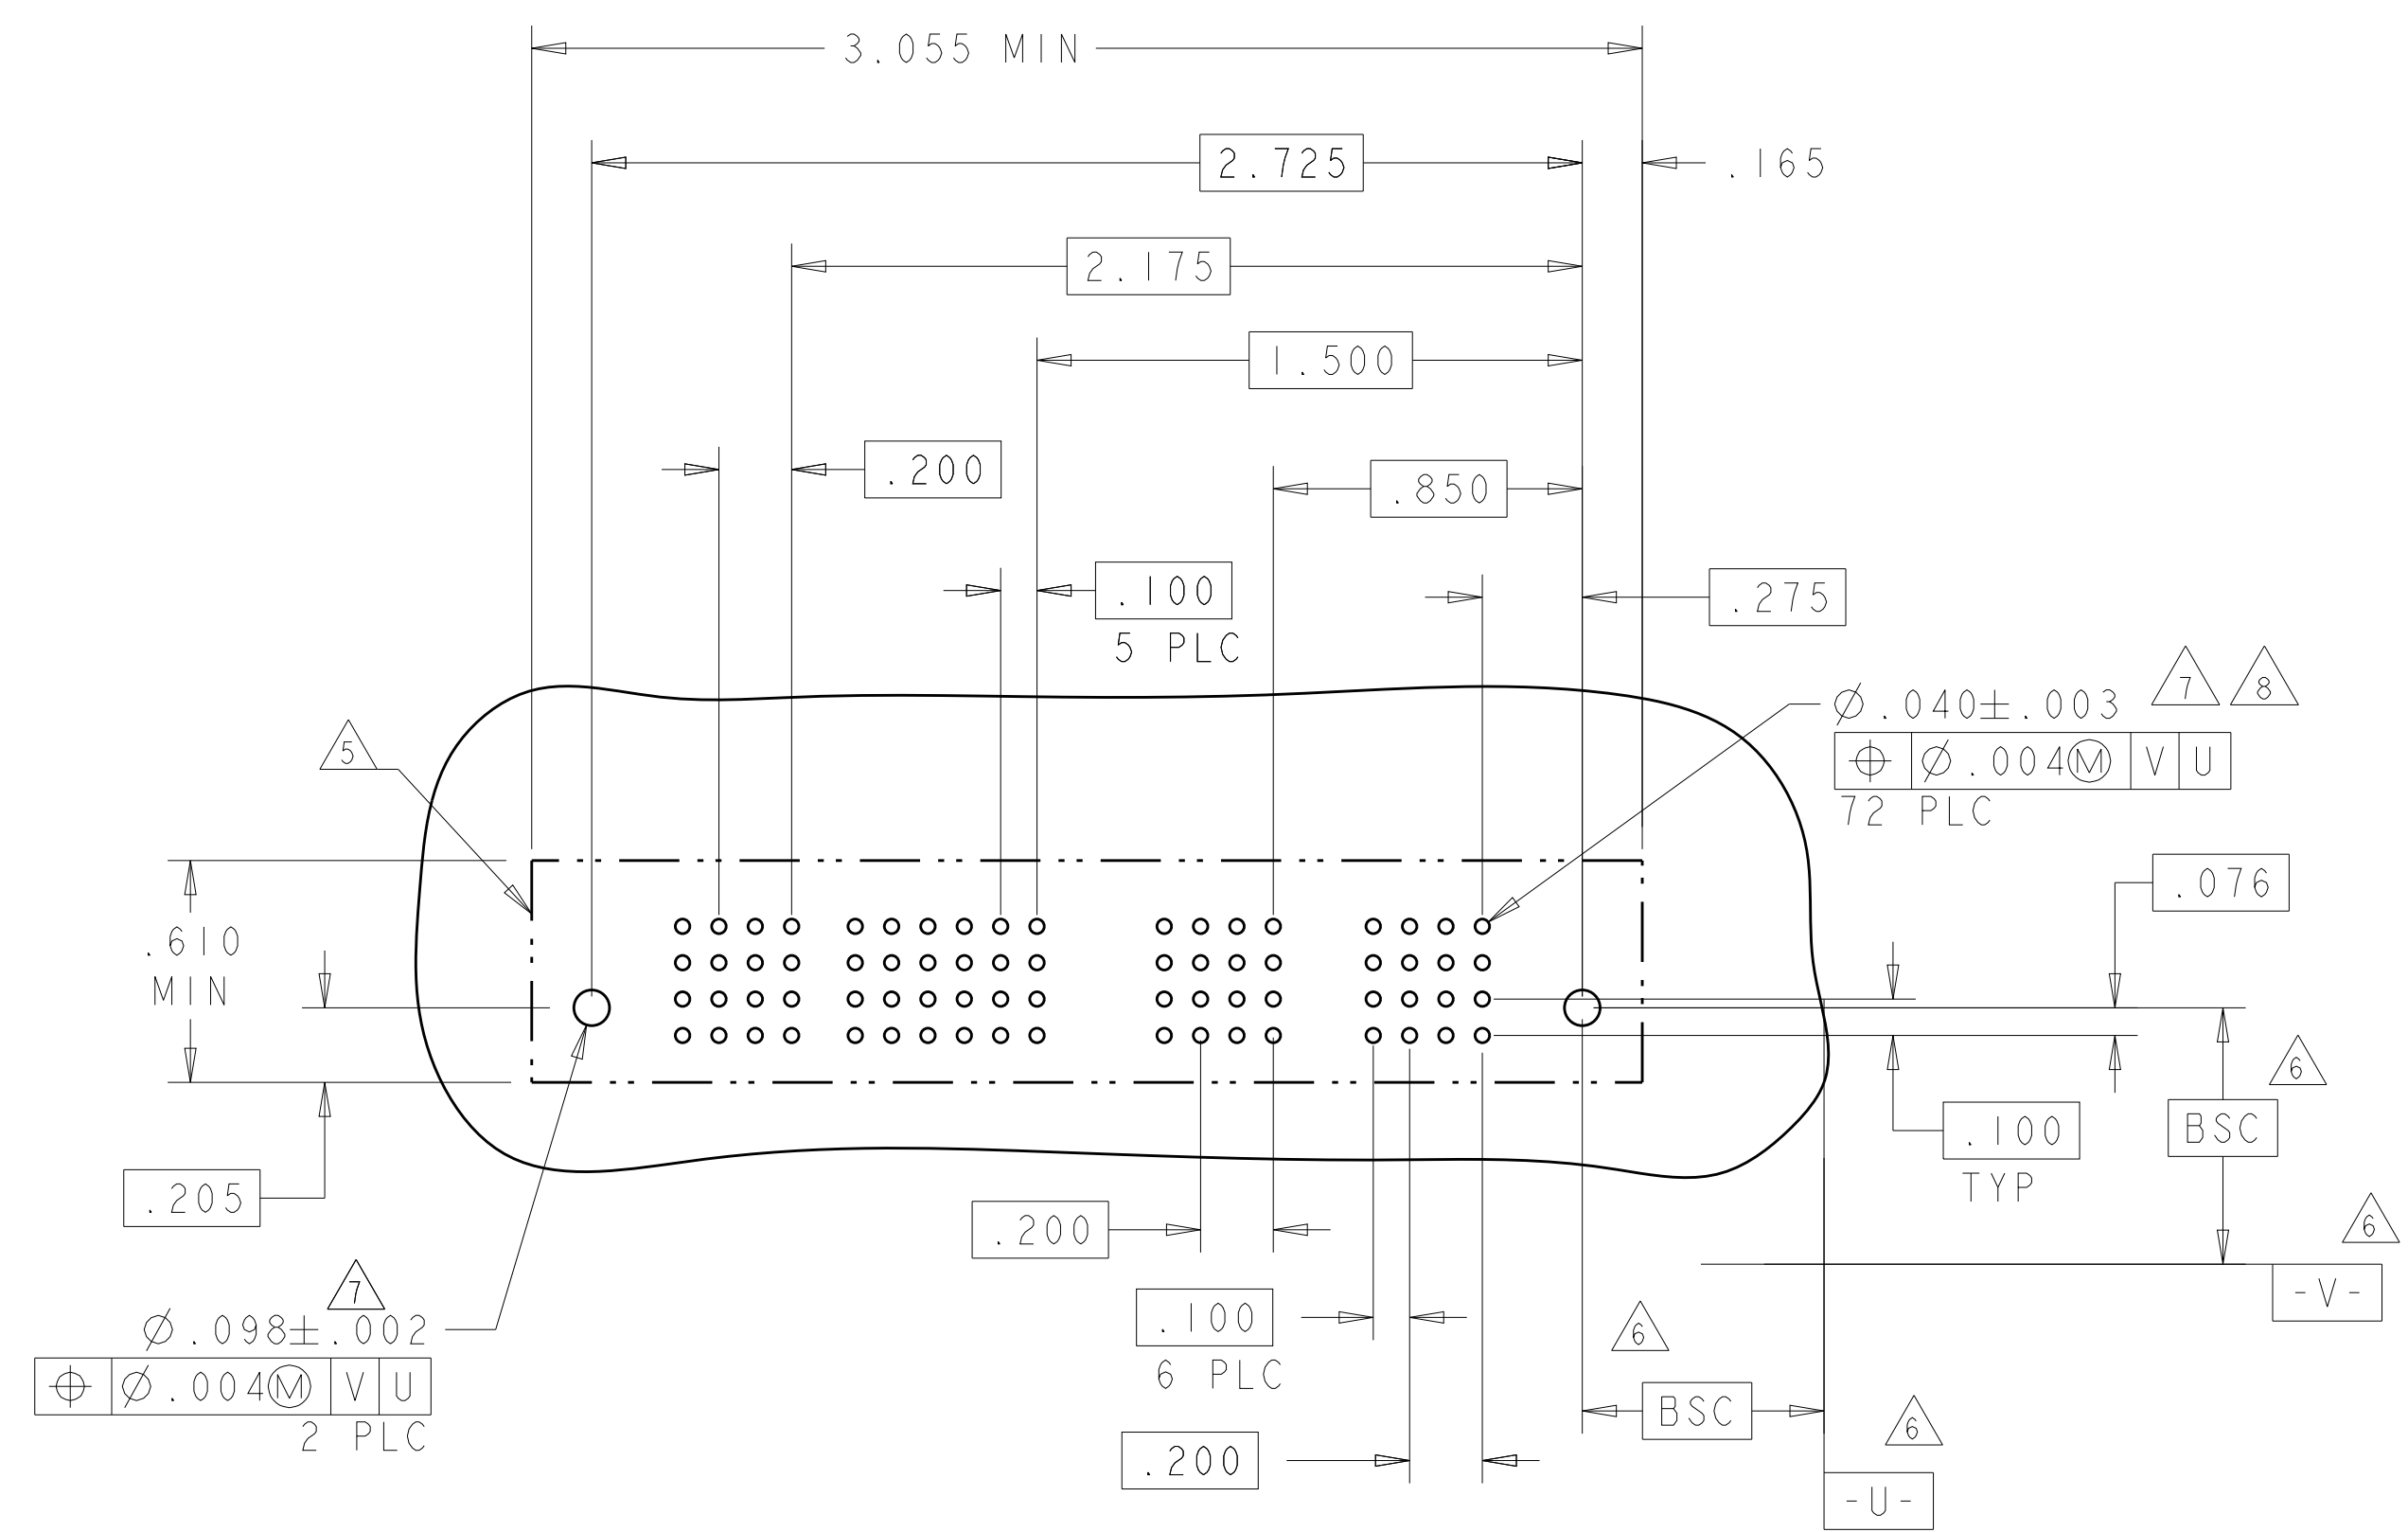 3.055 MIN
2.725
.165
2.175
1.500
.200
.850
.100
5 PLC
.275
7
8
Ø.040±.003
⌖ Ø.004Ⓜ V U
72 PLC
5
.610
MIN
.076
.100
TYP
6
BSC
.205
.200
6
-V-
7
Ø.098±.002
⌖ Ø.004Ⓜ V U
2 PLC
.100
6 PLC
6
BSC
6
.200
-U-